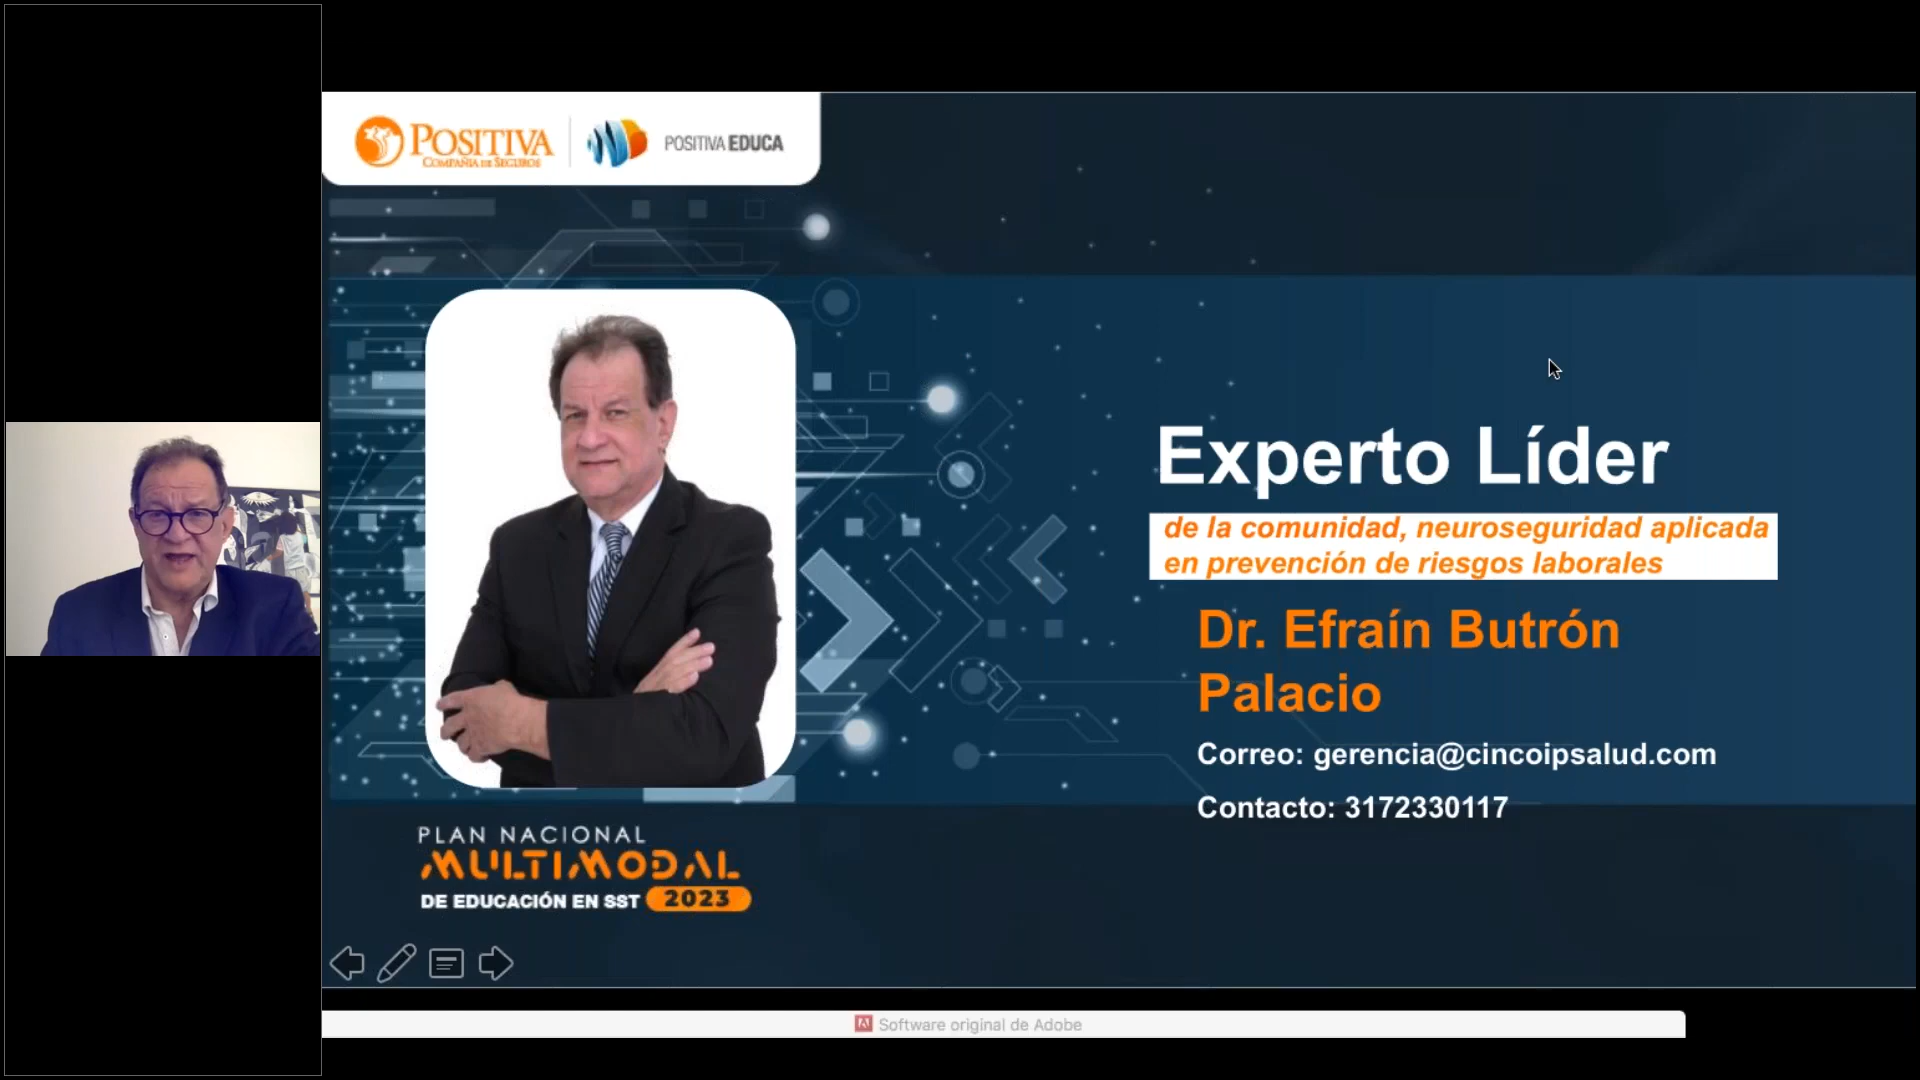 POSITIVA
COMPAÑIA DE SEGUROS
POSITIVA EDUCA
Experto Líder
de la comunidad, neuroseguridad aplicada
en prevención de riesgos laborales
Dr. Efraín Butrón
Palacio
Correo: gerencia@cincoipsalud.com
Contacto: 3172330117
PLAN NACIONAL
MULTIMODAL
DE EDUCACIÓN EN SST 2023
Software original de Adobe